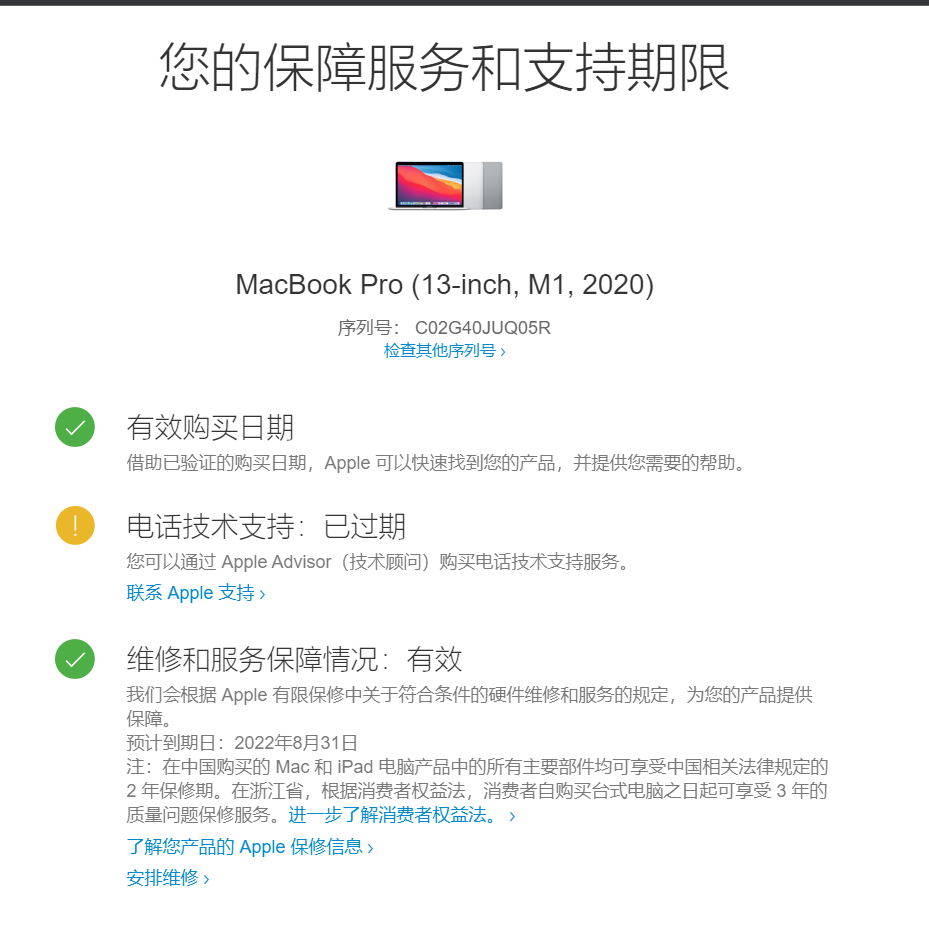 您的保障服务和支持期限
MacBook Pro (13-inch, M1, 2020)
序列号： C02G40JUQ05R
检查其他序列号 ›
有效购买日期
借助已验证的购买日期，Apple 可以快速找到您的产品，并提供您需要的帮助。
电话技术支持：已过期
您可以通过 Apple Advisor（技术顾问）购买电话技术支持服务。
联系 Apple 支持 ›
维修和服务保障情况：有效
我们会根据 Apple 有限保修中关于符合条件的硬件维修和服务的规定，为您的产品提供
保障。
预计到期日：2022年8月31日
注：在中国购买的 Mac 和 iPad 电脑产品中的所有主要部件均可享受中国相关法律规定的
2 年保修期。在浙江省，根据消费者权益法，消费者自购买台式电脑之日起可享受 3 年的
质量问题保修服务。进一步了解消费者权益法。 ›
了解您产品的 Apple 保修信息 ›
安排维修 ›